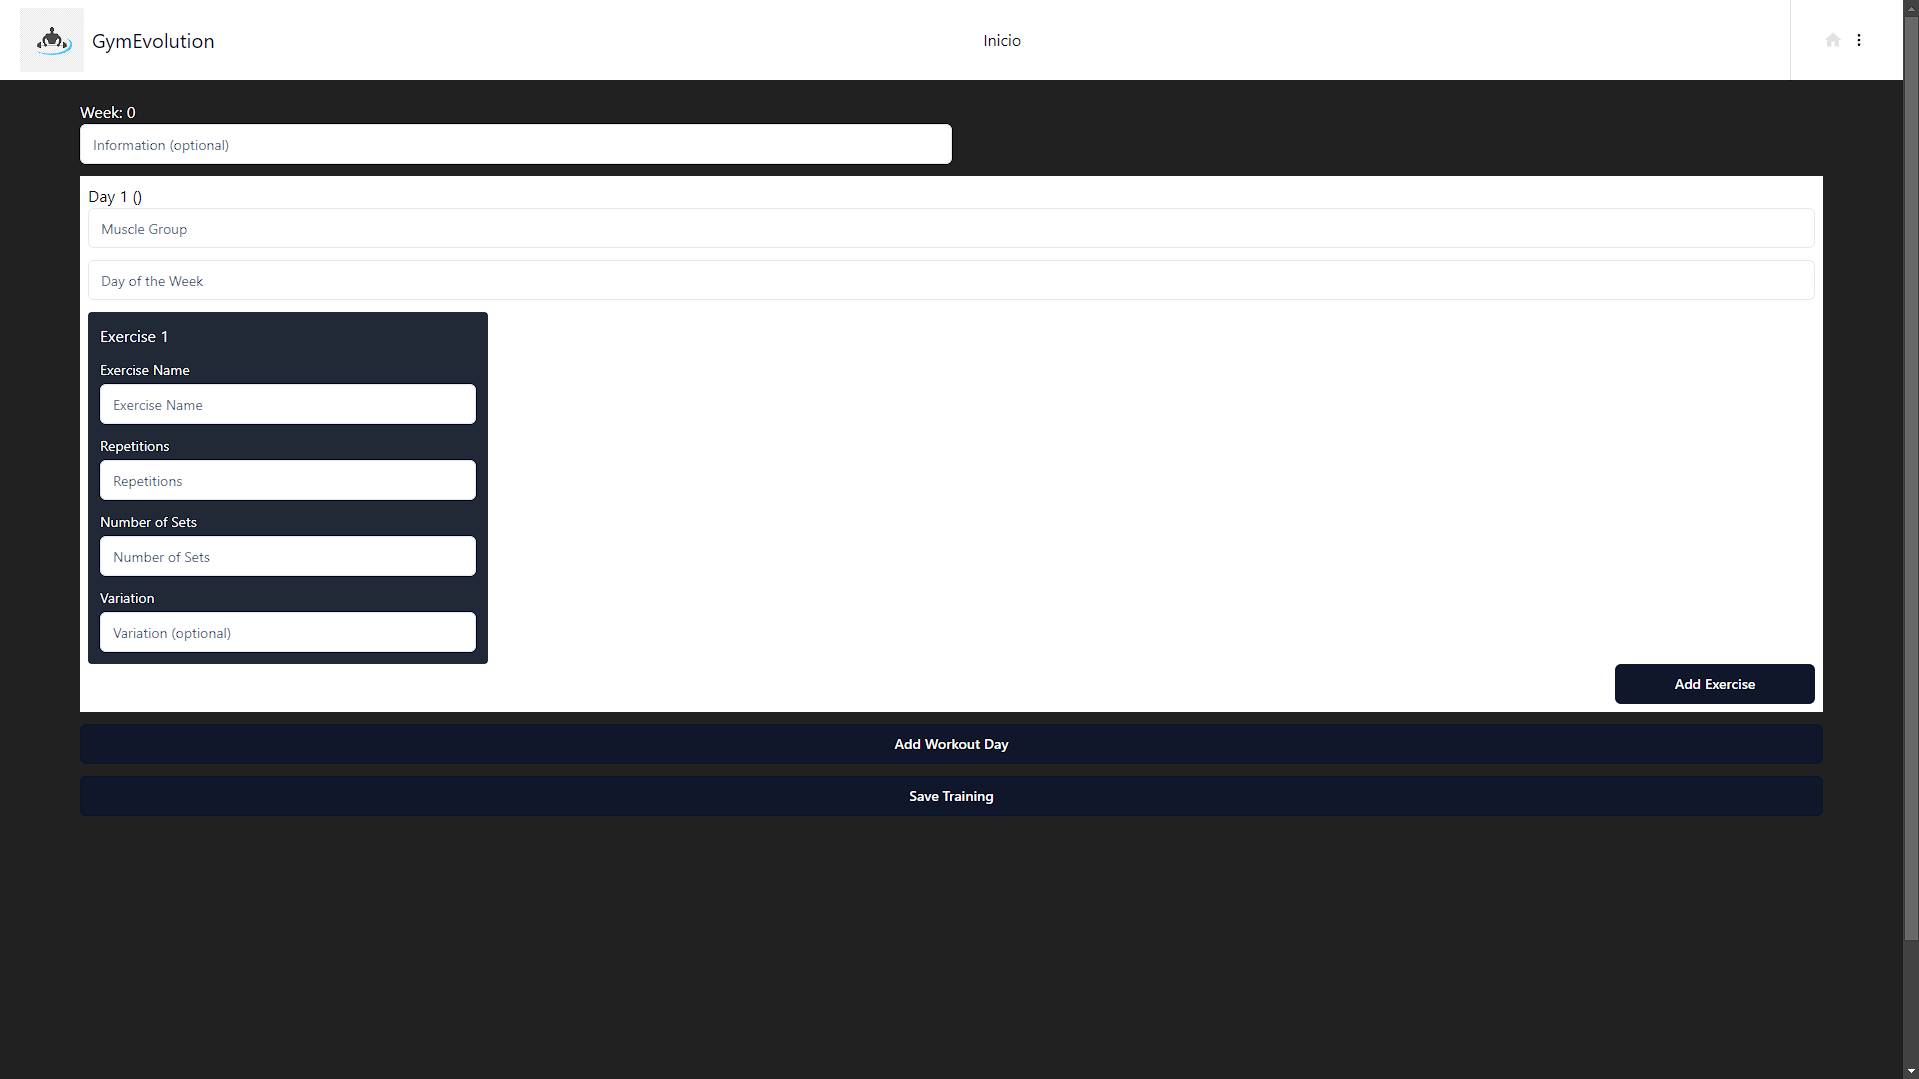 GymEvolution
Inicio
Week: 0
Information (optional)
Day 1 ()
Muscle Group
Day of the Week
Exercise 1
Exercise Name
Exercise Name
Repetitions
Repetitions
Number of Sets
Number of Sets
Variation
Variation (optional)
Add Exercise
Add Workout Day
Save Training